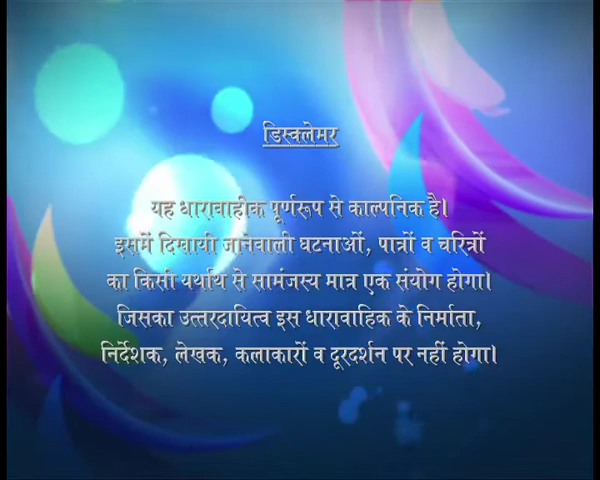 डिस्क्लेमर
यह धारावाहीक पूर्णरूप से काल्पनिक है।
इसमें दिखायी जानेवाली घटनाओं, पात्रों व चरित्रों
का किसी यर्थाथ से सामंजस्य मात्र एक संयोग होगा।
जिसका उत्तरदायित्व इस धारावाहिक के निर्माता,
निर्देशक, लेखक, कलाकारों व दूरदर्शन पर नहीं होगा।